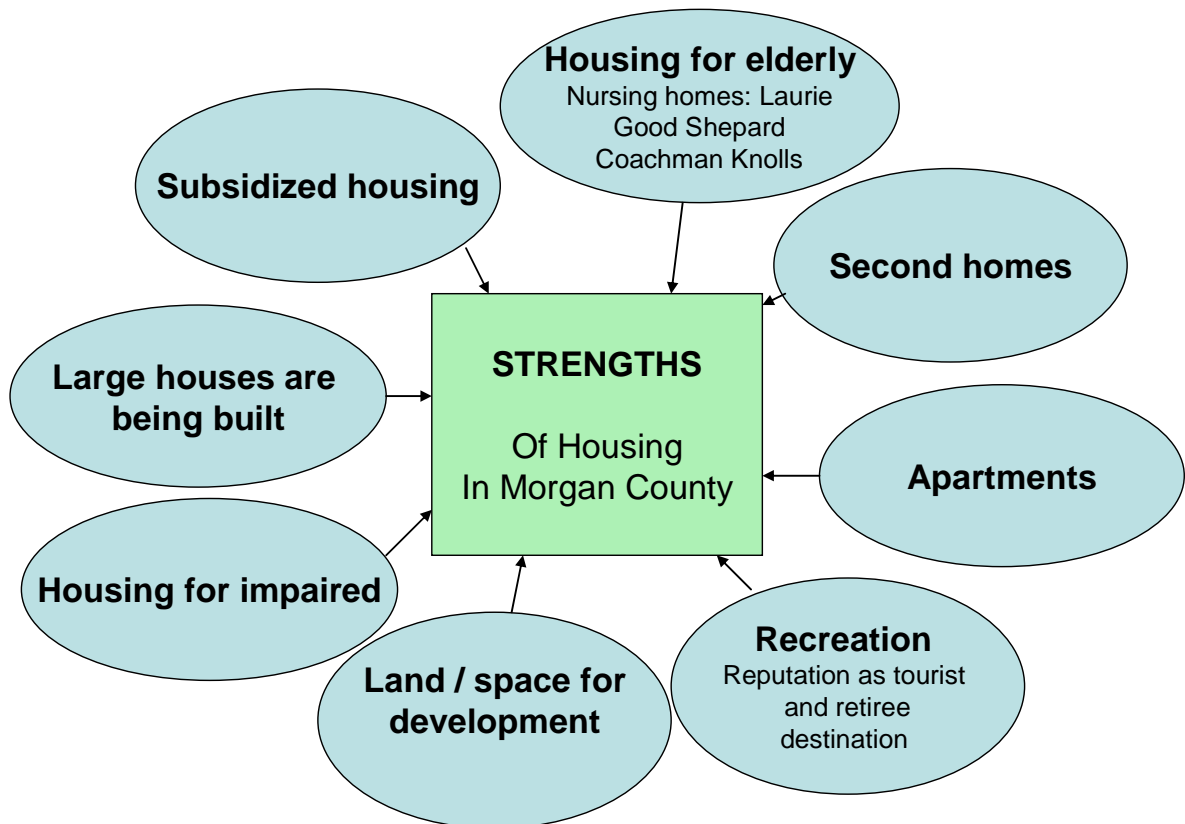 Housing for elderly
Nursing homes: Laurie
Good Shepard
Coachman Knolls
Subsidized housing
Second homes
Large houses are
being built
STRENGTHS
Of Housing
In Morgan County
Apartments
Housing for impaired
Land / space for
development
Recreation
Reputation as tourist
and retiree
destination